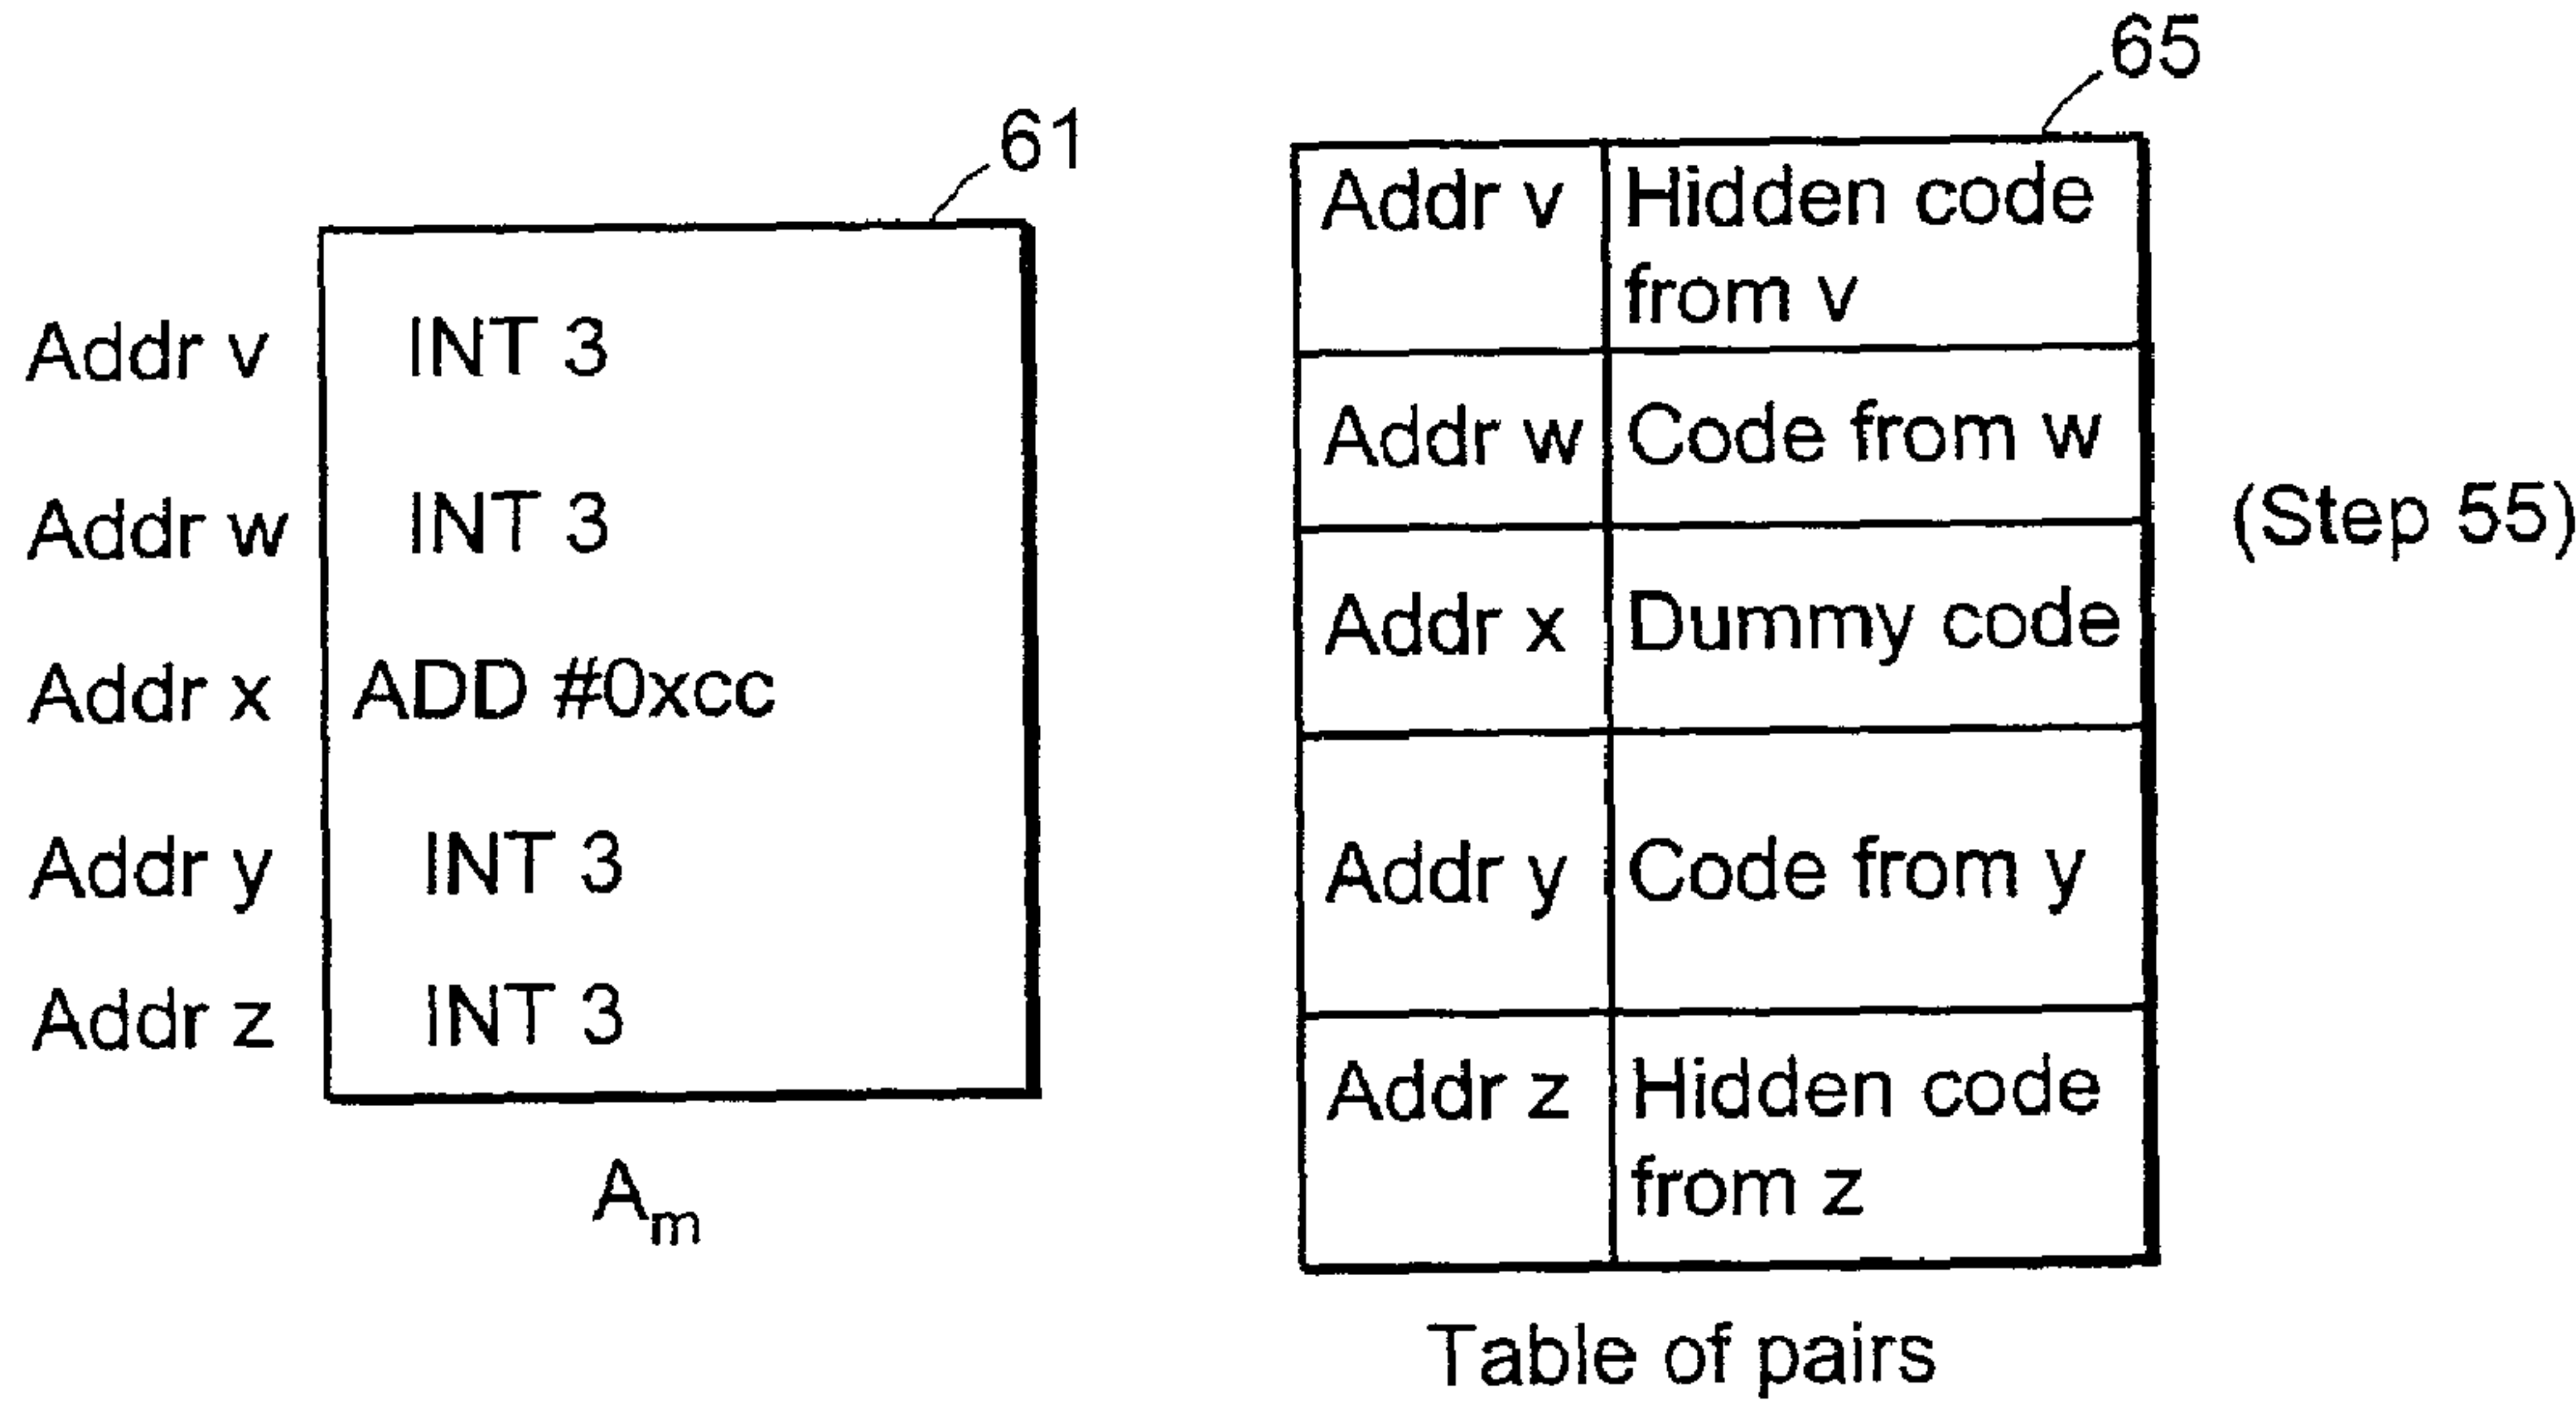 61
Addr v INT 3
Addr w INT 3
Addr x ADD #0xcc
Addr y INT 3
Addr z INT 3
Am
65
Addr v Hidden code
from v
Addr w Code from w
Addr x Dummy code
Addr y Code from y
Addr z Hidden code
from z
Table of pairs
(Step 55)